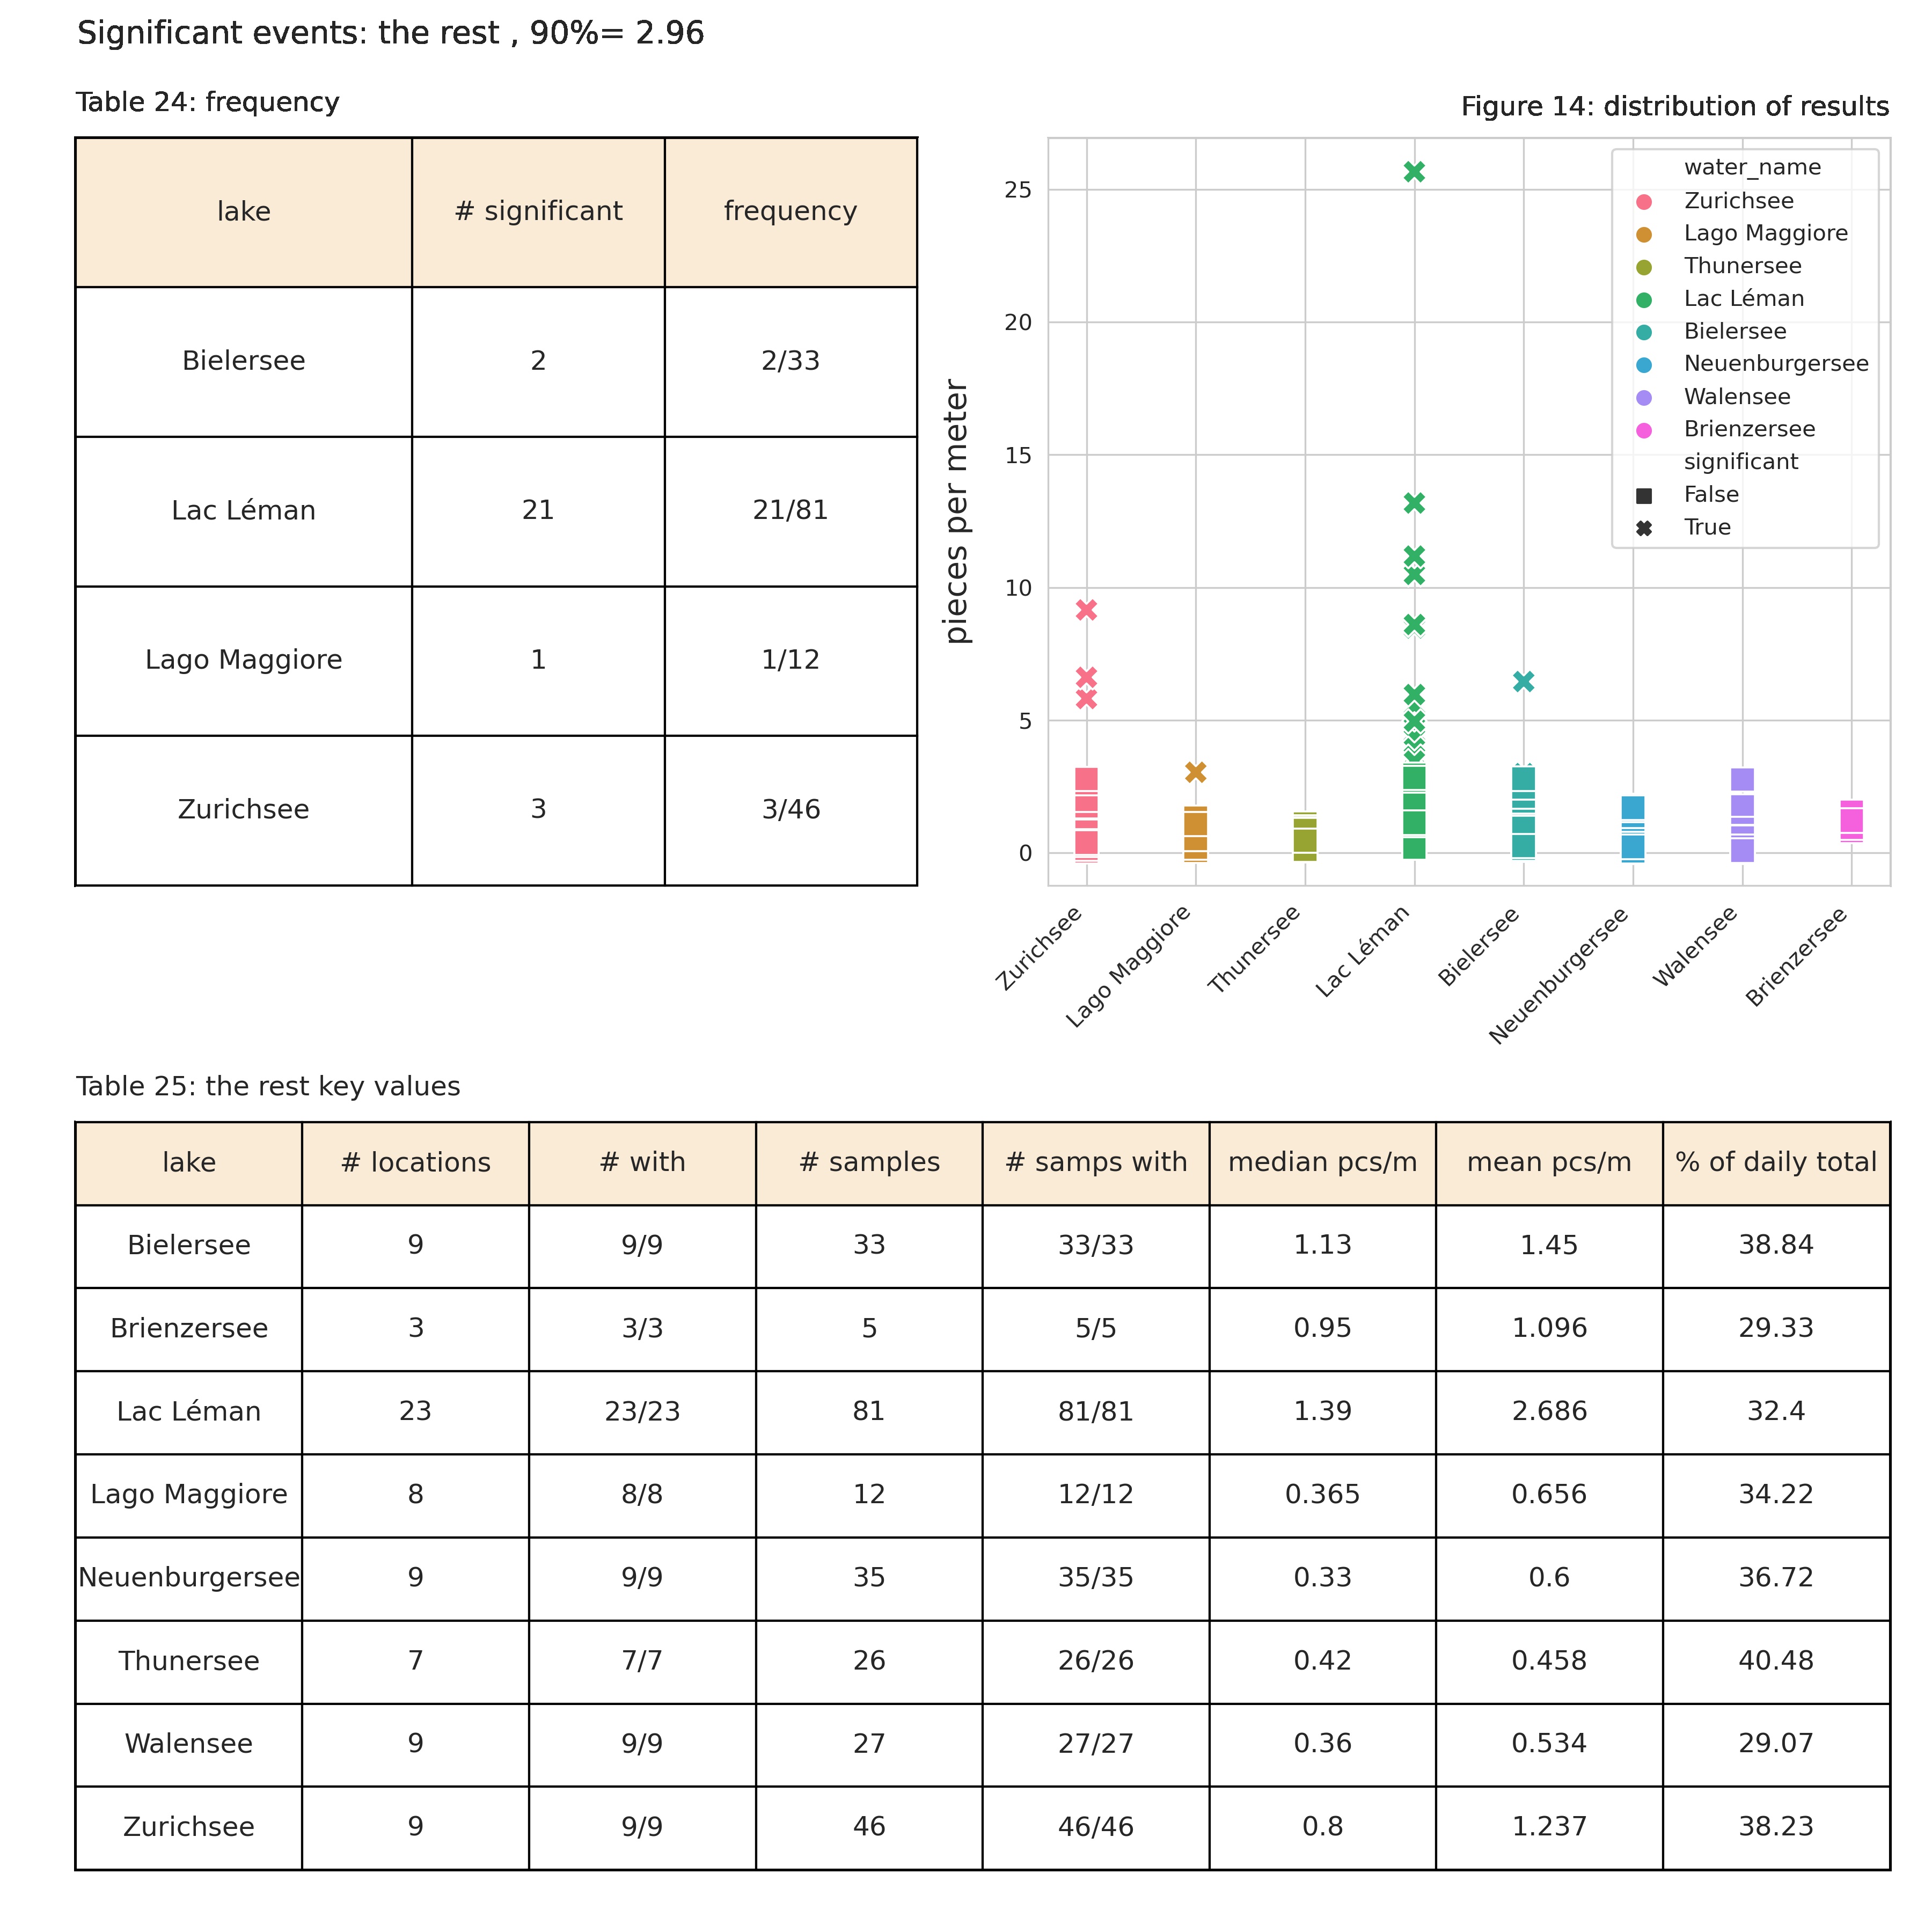 Significant events: the rest , 90%= 2.96
Table 24: frequency
lake # significant frequency
Bielersee 2 2/33
Lac Léman 21 21/81
Lago Maggiore 1 1/12
Zurichsee 3 3/46
Figure 14: distribution of results
pieces per meter
25
20
15
10
5
0
water_name
Zurichsee
Lago Maggiore
Thunersee
Lac Léman
Bielersee
Neuenburgersee
Walensee
Brienzersee
significant
False
True
Zurichsee
Lago Maggiore
Thunersee
Lac Léman
Bielersee
Neuenburgersee
Walensee
Brienzersee
Table 25: the rest key values
lake # locations # with # samples # samps with median pcs/m mean pcs/m % of daily total
Bielersee 9 9/9 33 33/33 1.13 1.45 38.84
Brienzersee 3 3/3 5 5/5 0.95 1.096 29.33
Lac Léman 23 23/23 81 81/81 1.39 2.686 32.4
Lago Maggiore 8 8/8 12 12/12 0.365 0.656 34.22
Neuenburgersee 9 9/9 35 35/35 0.33 0.6 36.72
Thunersee 7 7/7 26 26/26 0.42 0.458 40.48
Walensee 9 9/9 27 27/27 0.36 0.534 29.07
Zurichsee 9 9/9 46 46/46 0.8 1.237 38.23